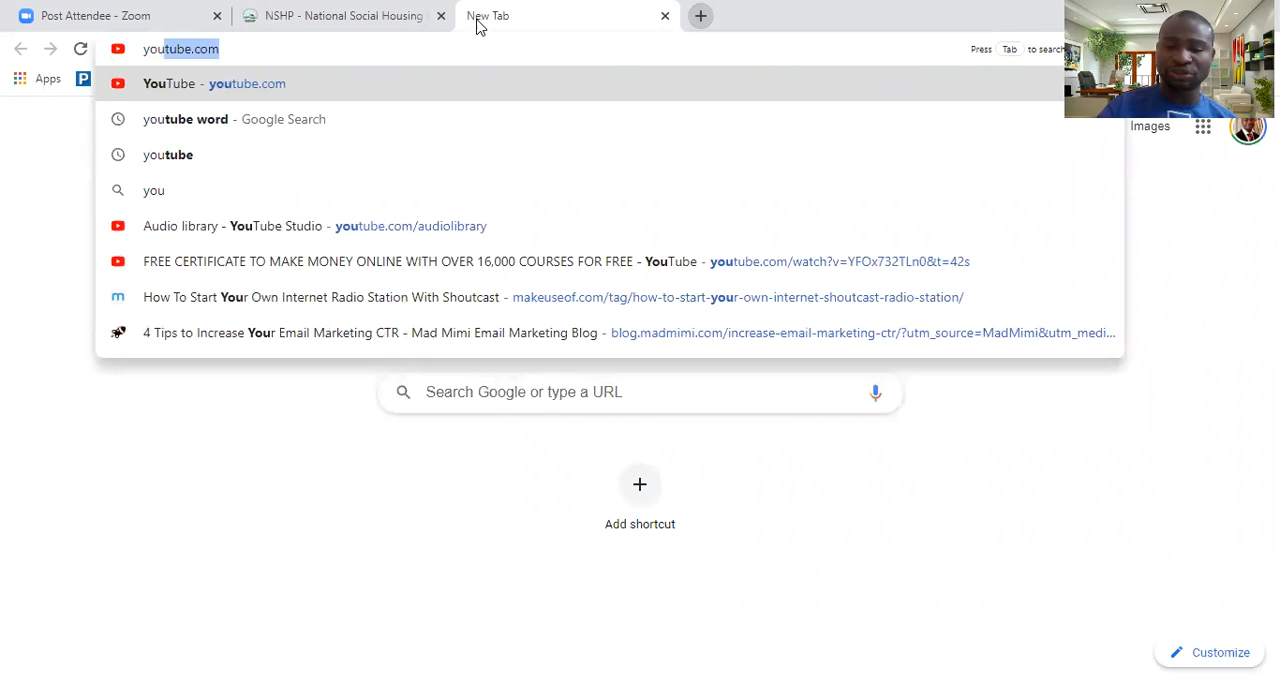 Post Attendee - Zoom
NSHP - National Social Housing
New Tab
youtube.com
Press Tab to search
Apps
YouTube - youtube.com
youtube word - Google Search
youtube
you
Audio library - YouTube Studio - youtube.com/audiolibrary
FREE CERTIFICATE TO MAKE MONEY ONLINE WITH OVER 16,000 COURSES FOR FREE - YouTube - youtube.com/watch?v=YFOx732TLn0&t=42s
How To Start Your Own Internet Radio Station With Shoutcast - makeuseof.com/tag/how-to-start-your-own-internet-shoutcast-radio-station/
4 Tips to Increase Your Email Marketing CTR - Mad Mimi Email Marketing Blog - blog.madmimi.com/increase-email-marketing-ctr/?utm_source=MadMimi&utm_medi...
Images
Search Google or type a URL
Add shortcut
Customize